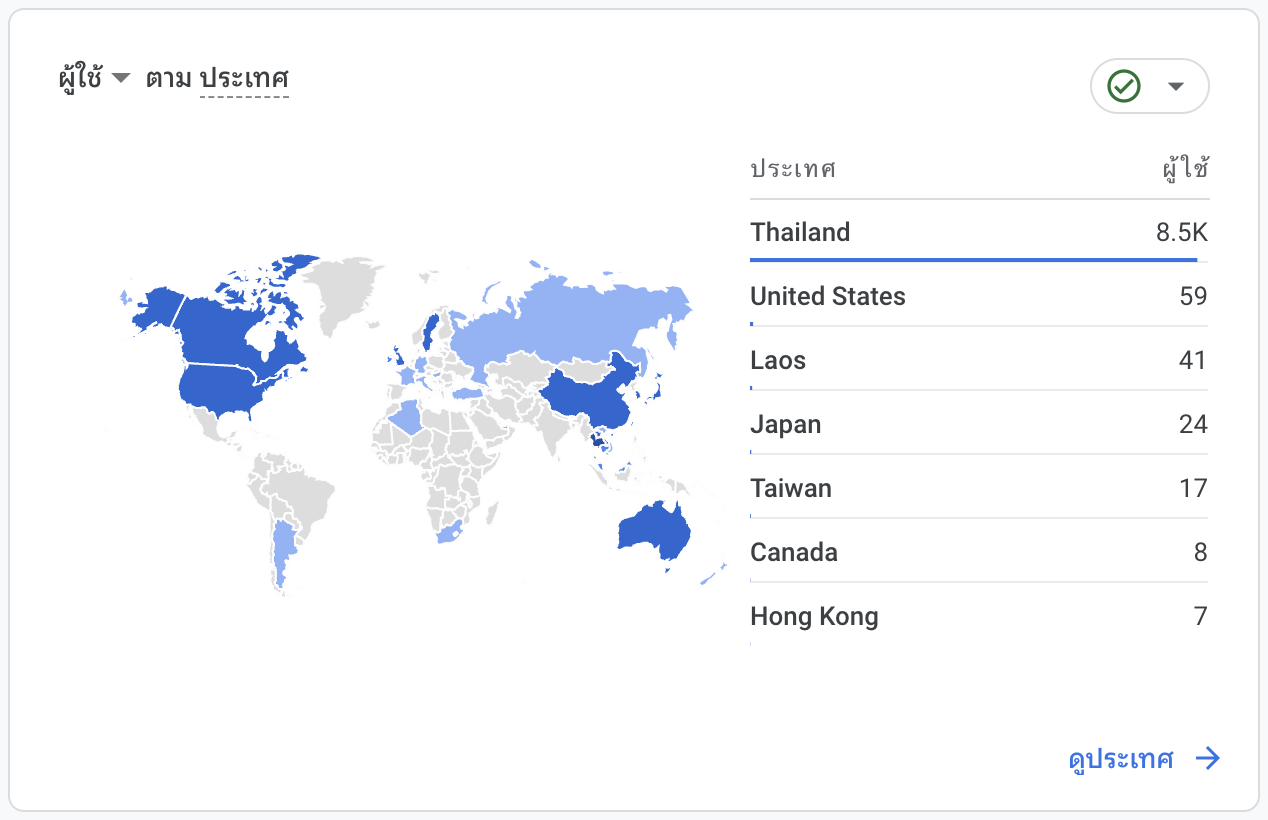 ผู้ใช้ ตาม ประเทศ
ประเทศ ผู้ใช้
Thailand 8.5K
United States 59
Laos 41
Japan 24
Taiwan 17
Canada 8
Hong Kong 7
ดูประเทศ